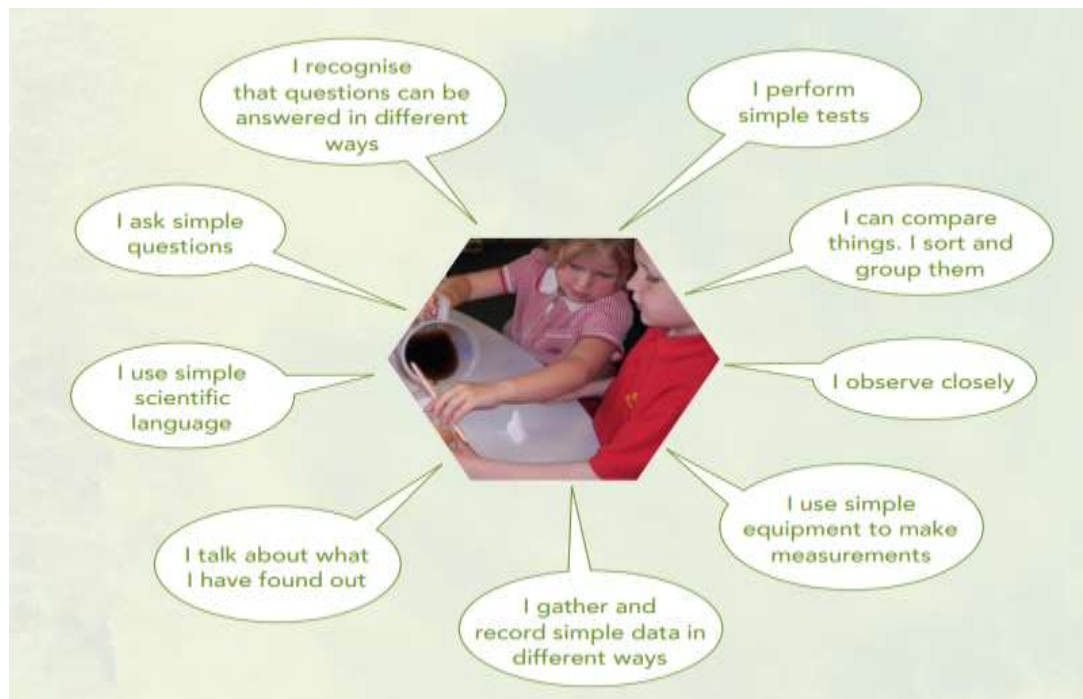 I recognise
that questions can be
answered in different
ways
I perform
simple tests
I ask simple
questions
I can compare
things. I sort and
group them
I use simple
scientific
language
I observe closely
I talk about what
I have found out
I use simple
equipment to make
measurements
I gather and
record simple data in
different ways